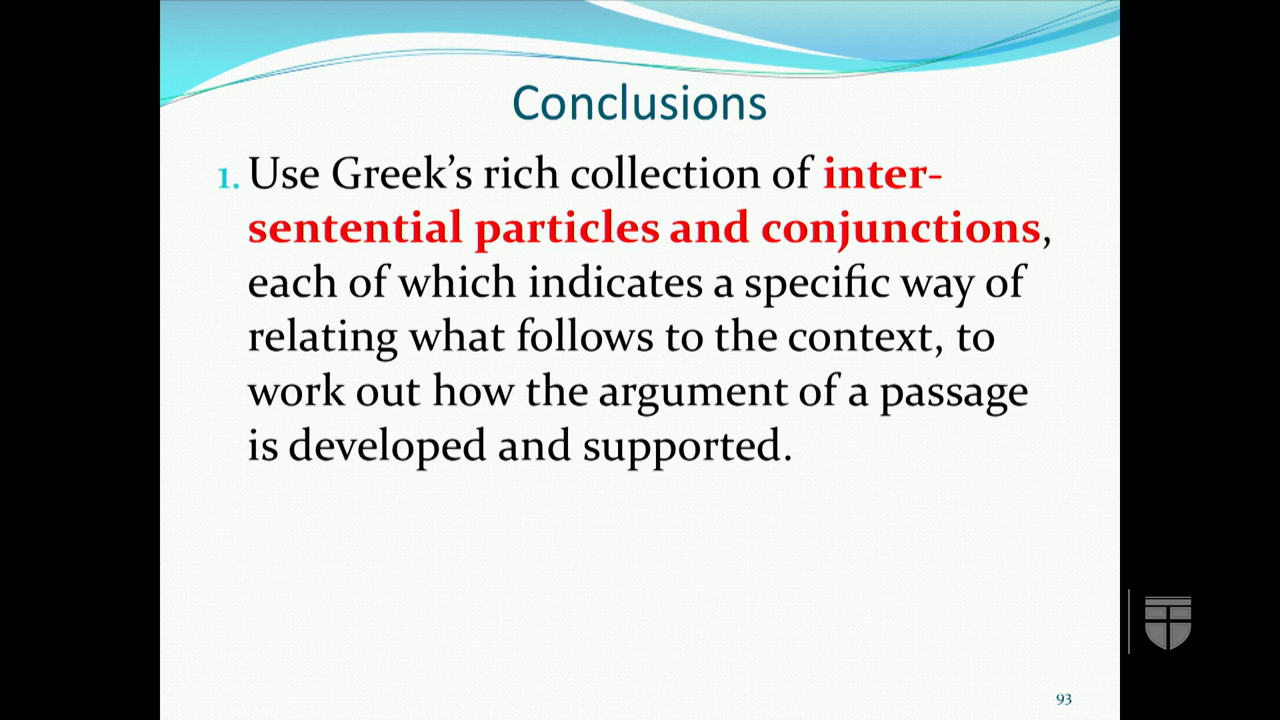 Conclusions
1. Use Greek’s rich collection of inter-
sentential particles and conjunctions,
each of which indicates a specific way of
relating what follows to the context, to
work out how the argument of a passage
is developed and supported.
93